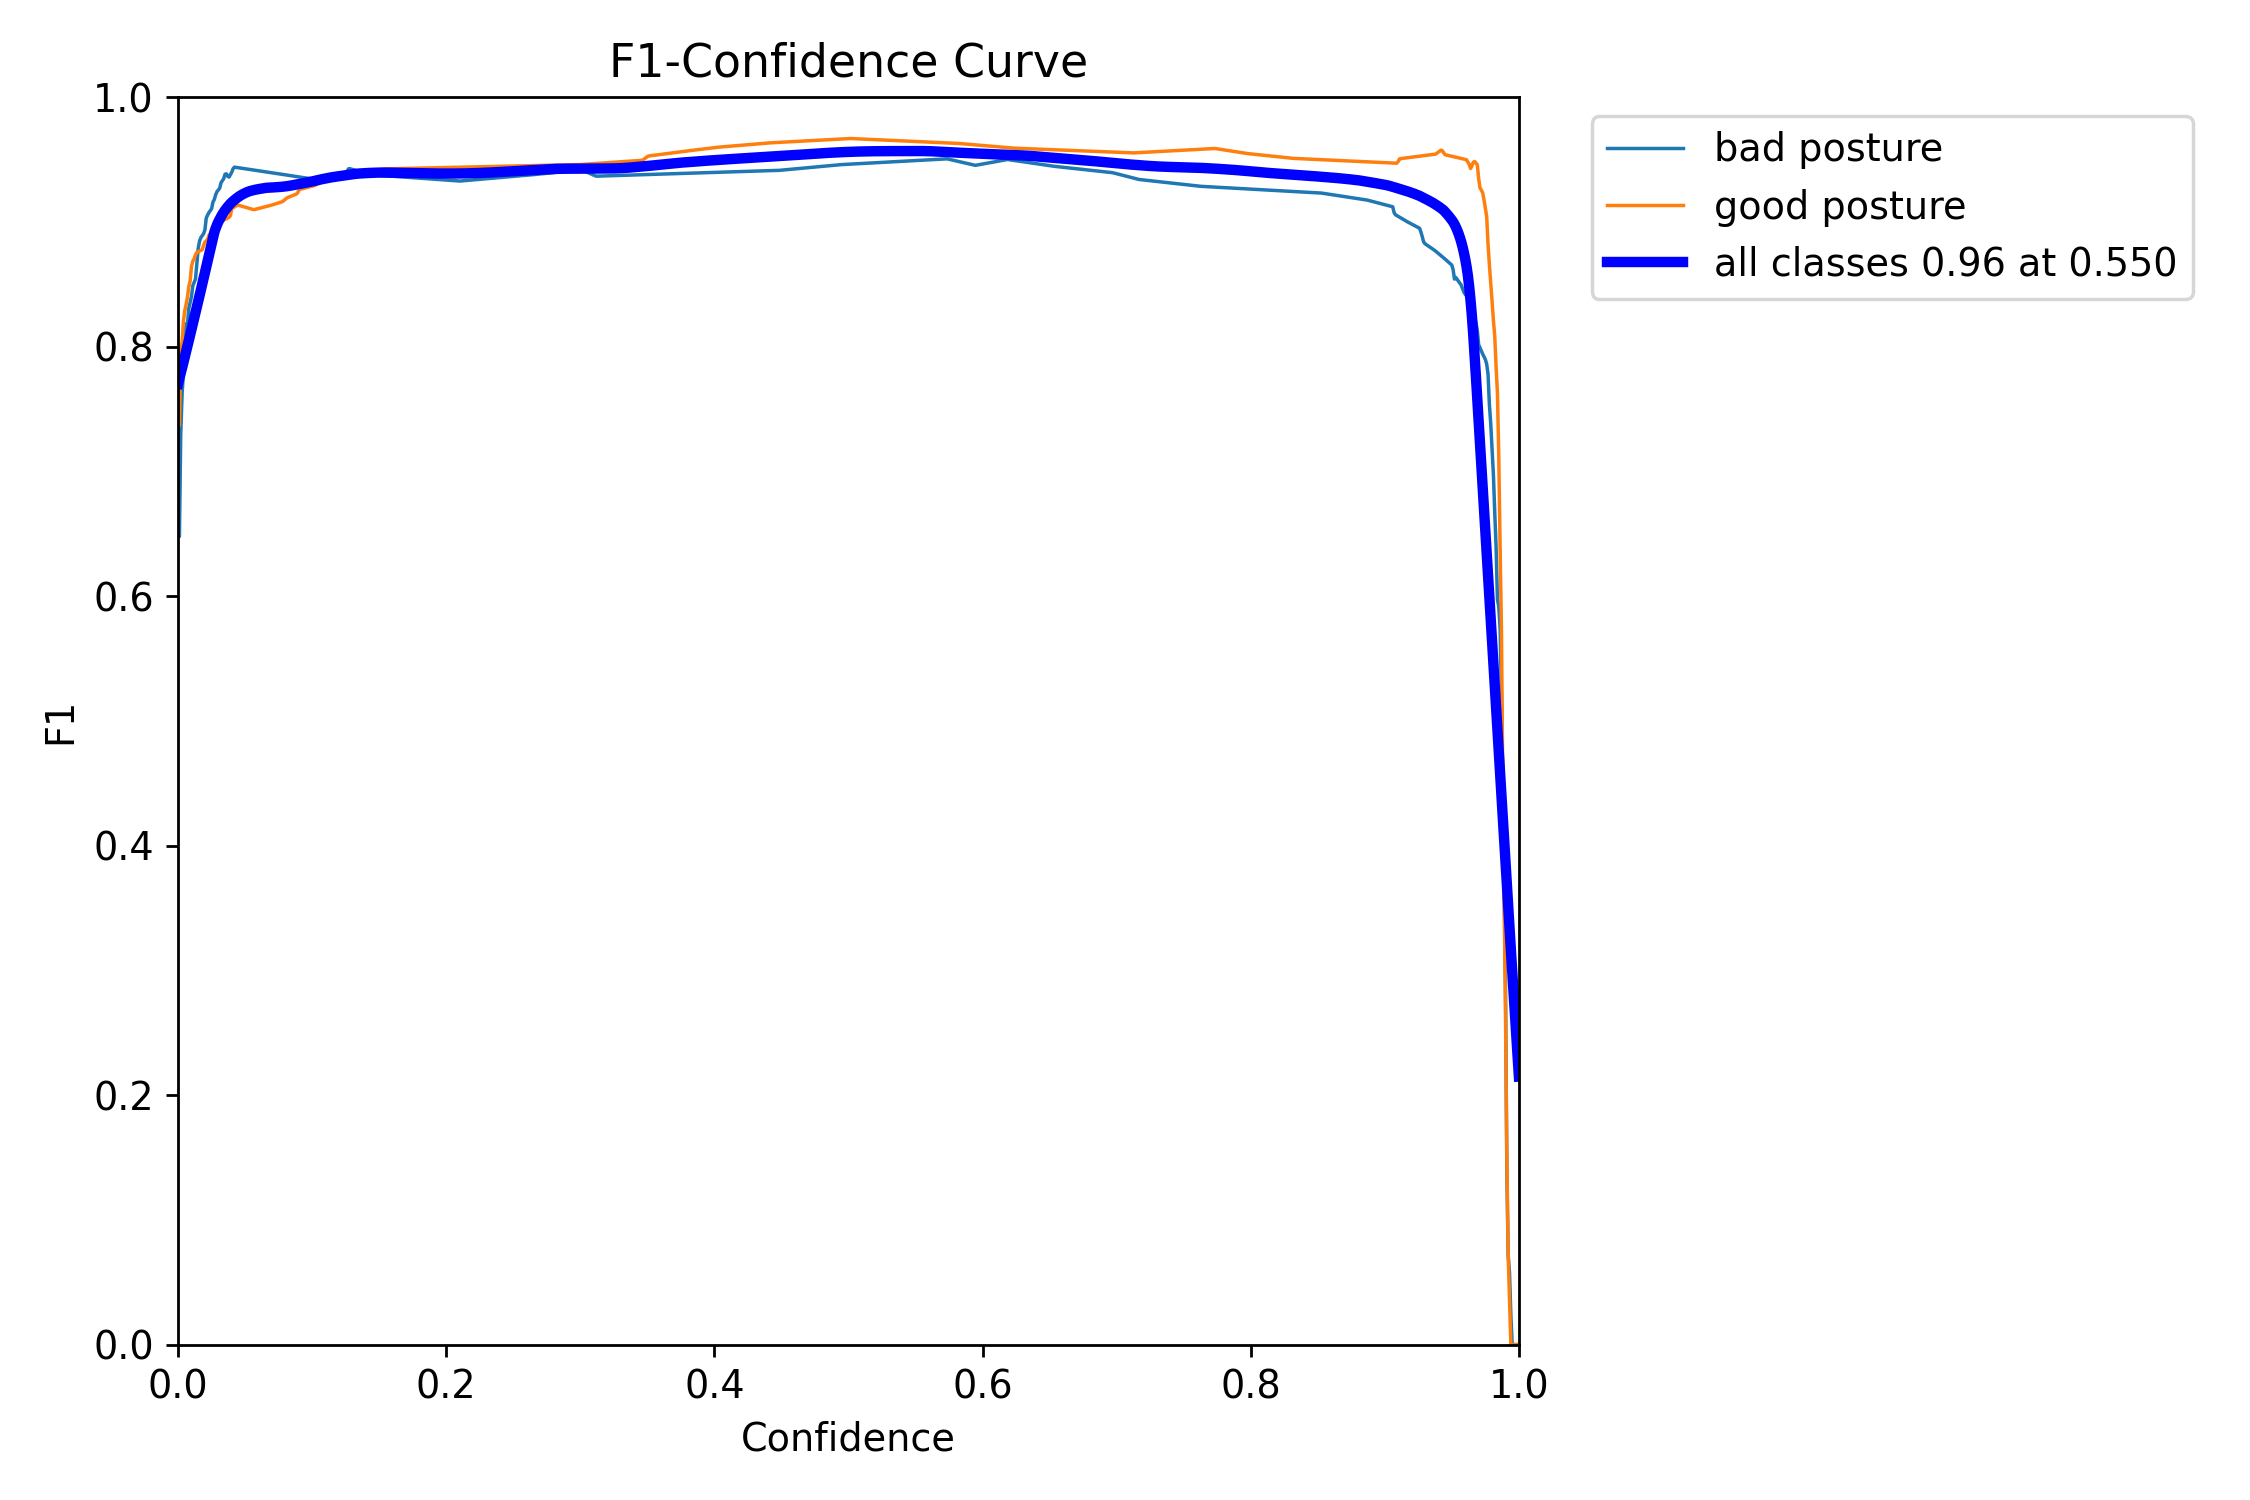 F1-Confidence Curve
1.0
0.8
0.6
0.4
0.2
0.0
F1
0.0 0.2 0.4 0.6 0.8 1.0
Confidence
bad posture
good posture
all classes 0.96 at 0.550